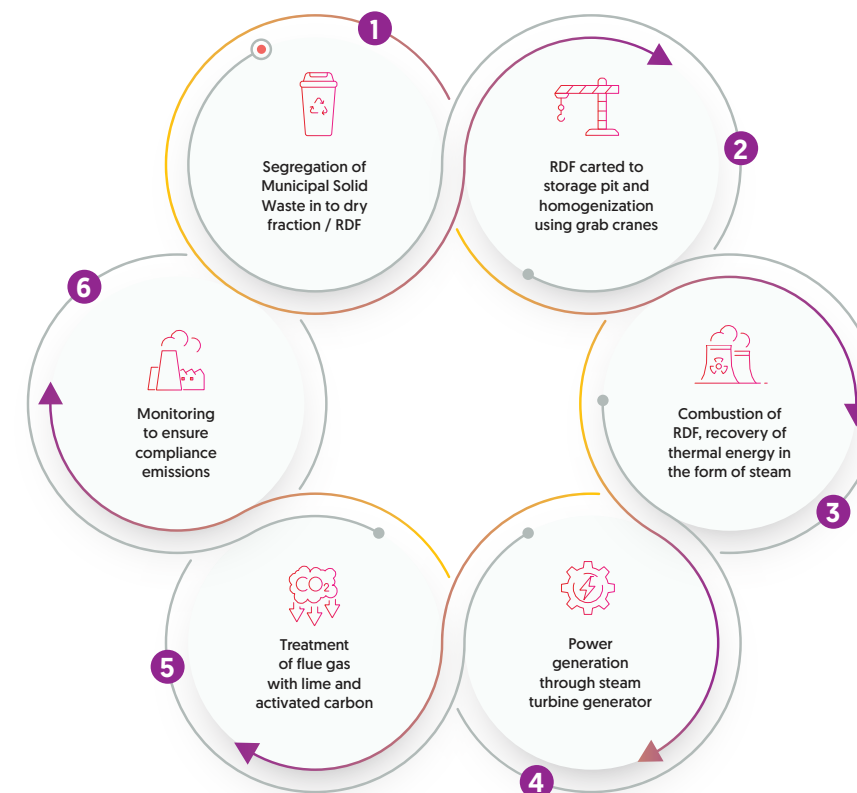 1
Segregation of
Municipal Solid
Waste in to dry
fraction / RDF
2
RDF carted to
storage pit and
homogenization
using grab cranes
3
Combustion of
RDF, recovery of
thermal energy in
the form of steam
4
Power
generation
through steam
turbine generator
5
CO2
Treatment
of flue gas
with lime and
activated carbon
6
Monitoring
to ensure
compliance
emissions